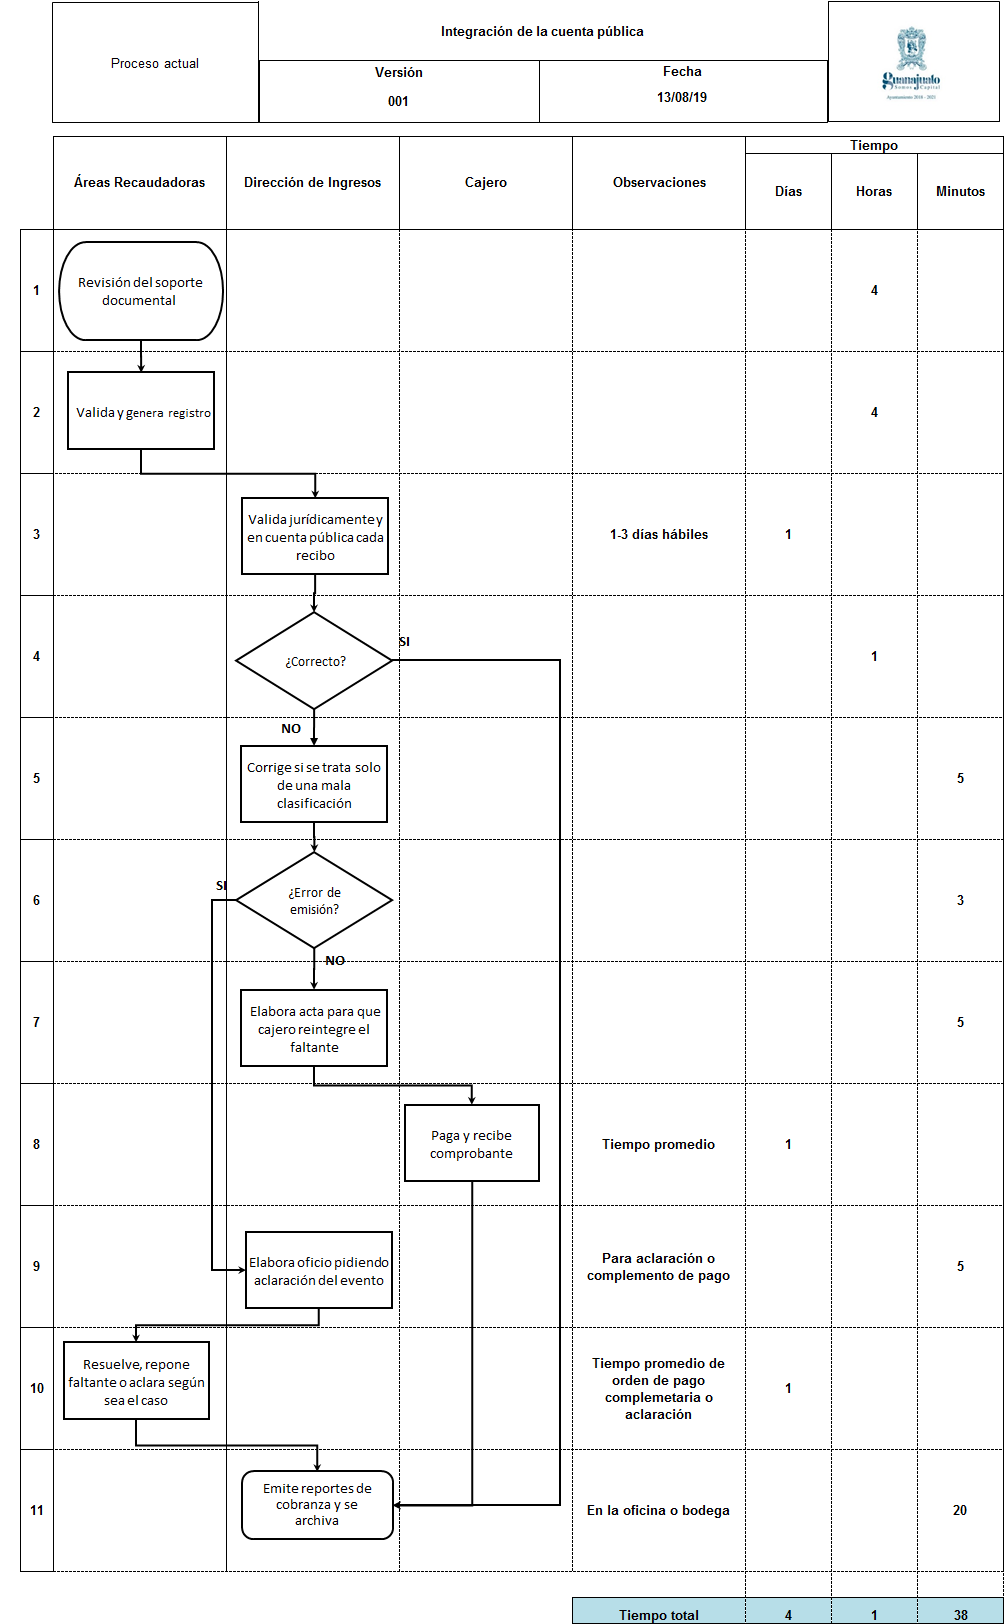 Proceso actual
Integración de la cuenta pública
Versión
001
Fecha
13/08/19
Guanajuato
Somos Capital
Ayuntamiento 2018 - 2021
Áreas Recaudadoras
Dirección de Ingresos
Cajero
Observaciones
Tiempo
Días
Horas
Minutos
1
Revisión del soporte
documental
4
2
Valida y genera registro
4
3
Valida jurídicamente y
en cuenta pública cada
recibo
1-3 días hábiles
1
4
¿Correcto?
SI
1
NO
5
Corrige si se trata solo
de una mala
clasificación
5
6
SI
¿Error de
emisión?
3
NO
7
Elabora acta para que
cajero reintegre el
faltante
5
8
Paga y recibe
comprobante
Tiempo promedio
1
9
Elabora oficio pidiendo
aclaración del evento
Para aclaración o
complemento de pago
5
10
Resuelve, repone
faltante o aclara según
sea el caso
Tiempo promedio de
orden de pago
complemetaria o
aclaración
1
11
Emite reportes de
cobranza y se
archiva
En la oficina o bodega
20
Tiempo total
4
1
38